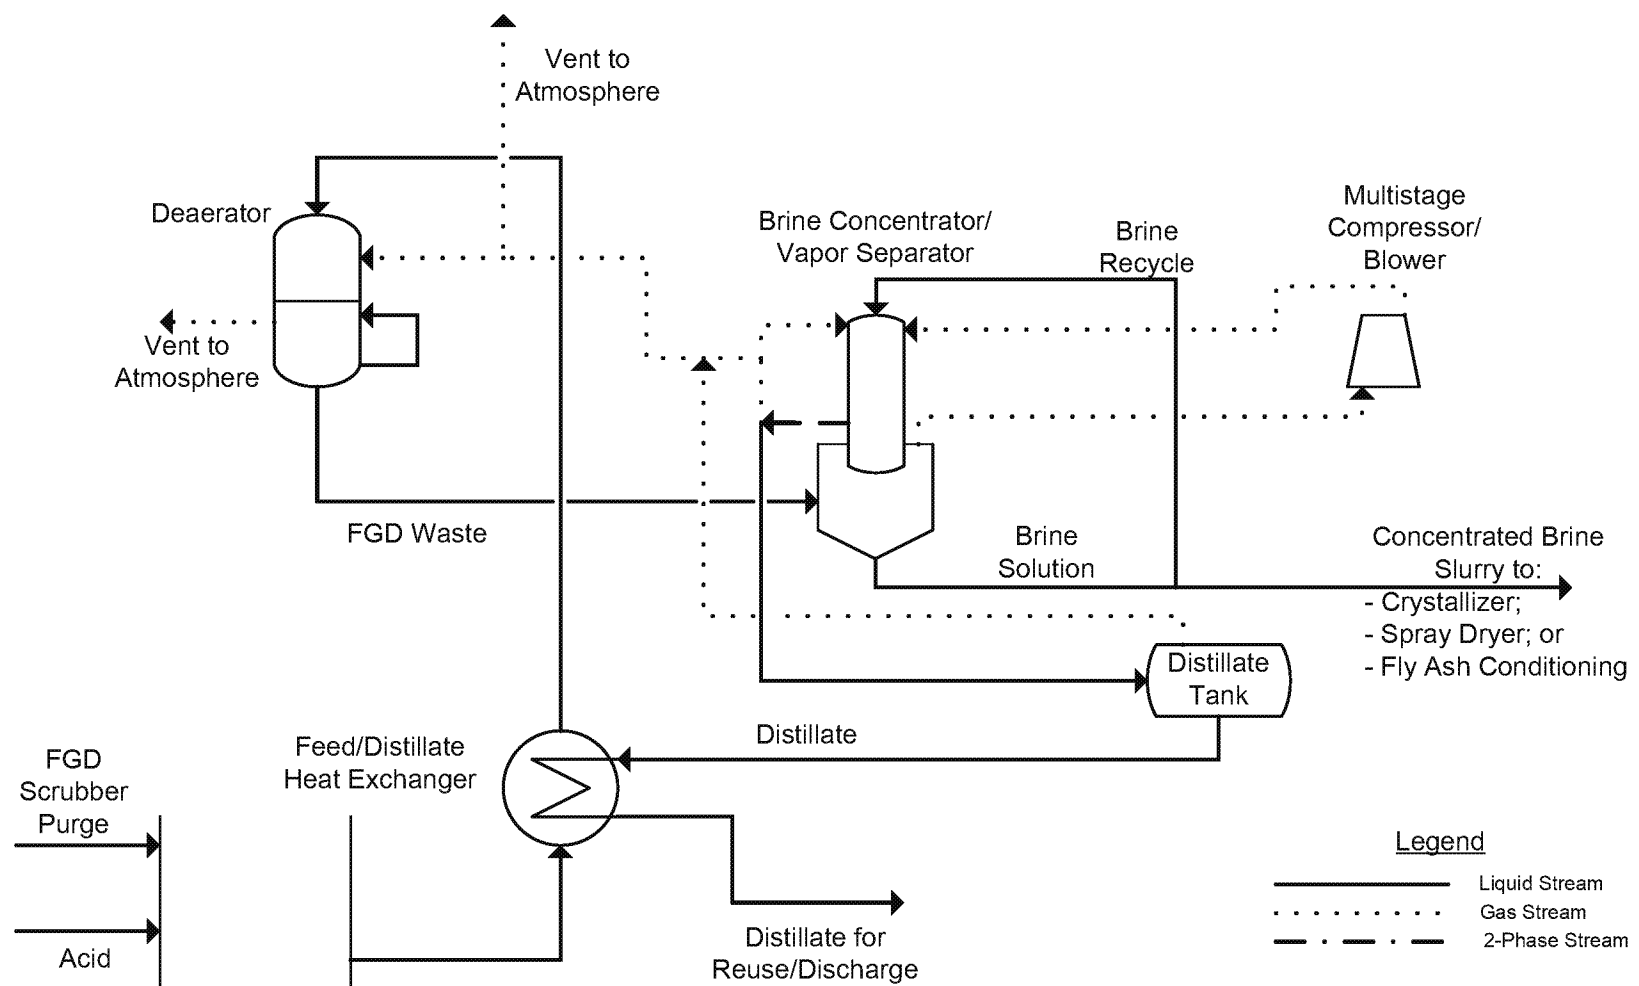 Vent to
Atmosphere
Deaerator
Vent to
Atmosphere
Brine Concentrator/
Vapor Separator
Brine
Recycle
Multistage
Compressor/
Blower
FGD Waste
Brine
Solution
Concentrated Brine
Slurry to:
- Crystallizer;
- Spray Dryer; or
- Fly Ash Conditioning
Distillate
Tank
Distillate
Feed/Distillate
Heat Exchanger
FGD
Scrubber
Purge
Acid
Distillate for
Reuse/Discharge
Legend
Liquid Stream
Gas Stream
2-Phase Stream